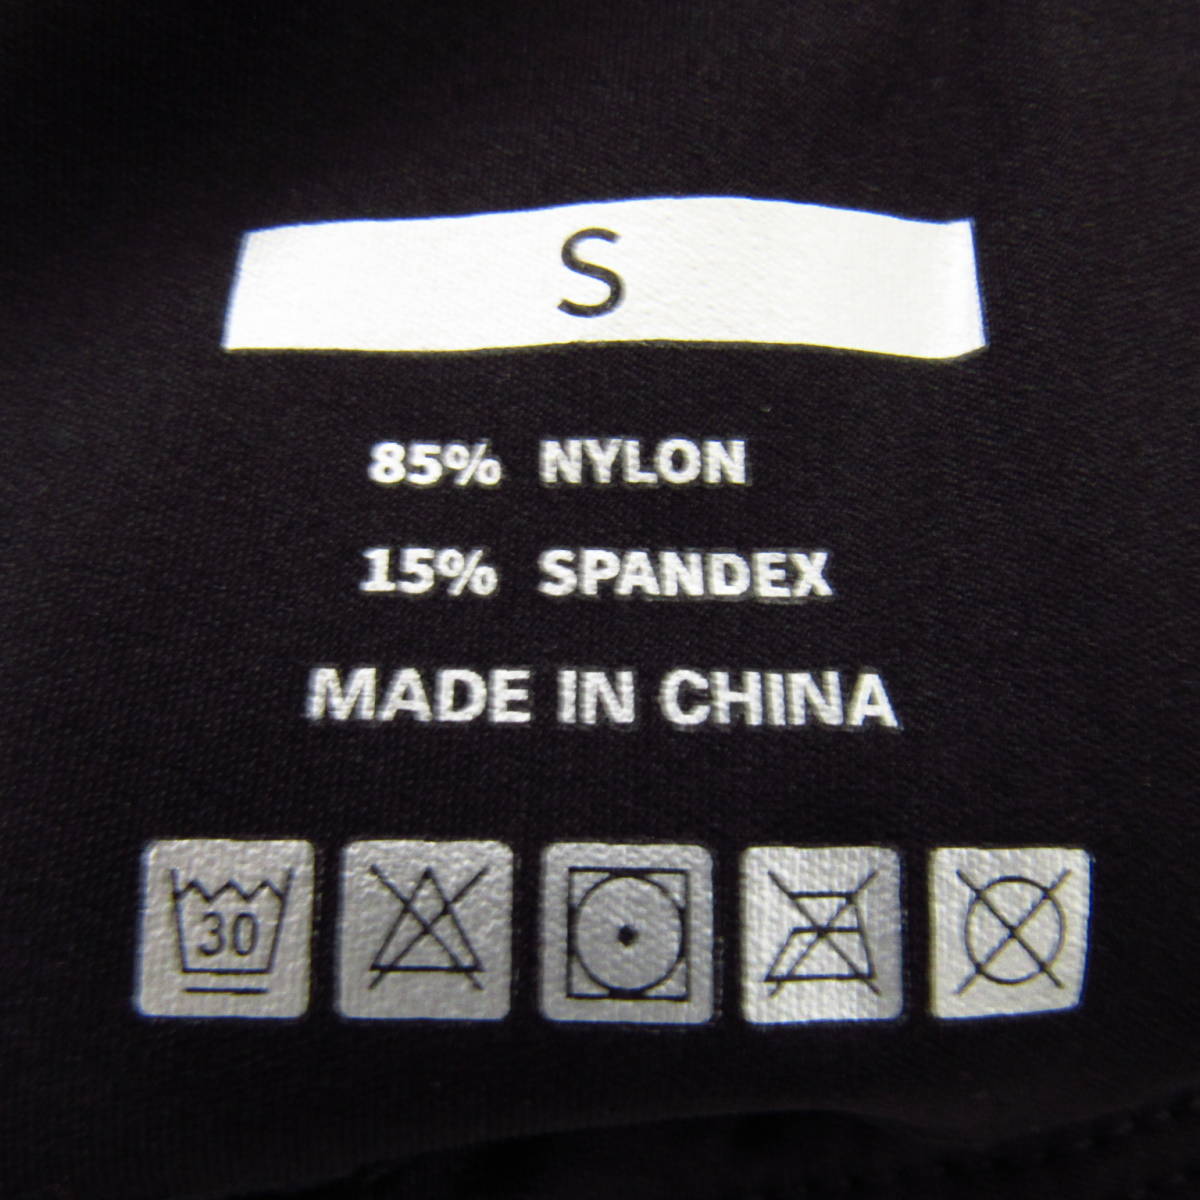 S
85% NYLON
15% SPANDEX
MADE IN CHINA
30